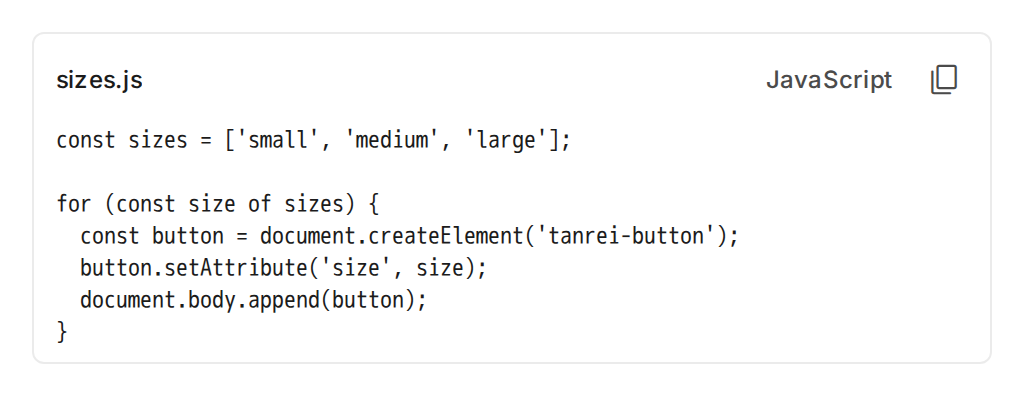 sizes.js
JavaScript
const sizes = ['small', 'medium', 'large'];

for (const size of sizes) {
  const button = document.createElement('tanrei-button');
  button.setAttribute('size', size);
  document.body.append(button);
}